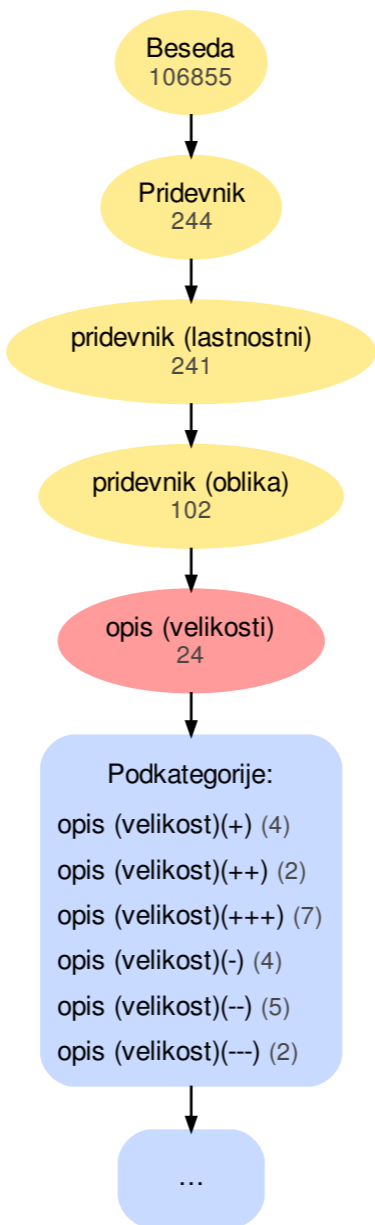 Beseda
106855
Pridevnik
244
pridevnik (lastnostni)
241
pridevnik (oblika)
102
opis (velikosti)
24
Podkategorije:
opis (velikost)(+) (4)
opis (velikost)(++) (2)
opis (velikost)(+++) (7)
opis (velikost)(-) (4)
opis (velikost)(--) (5)
opis (velikost)(---) (2)
...